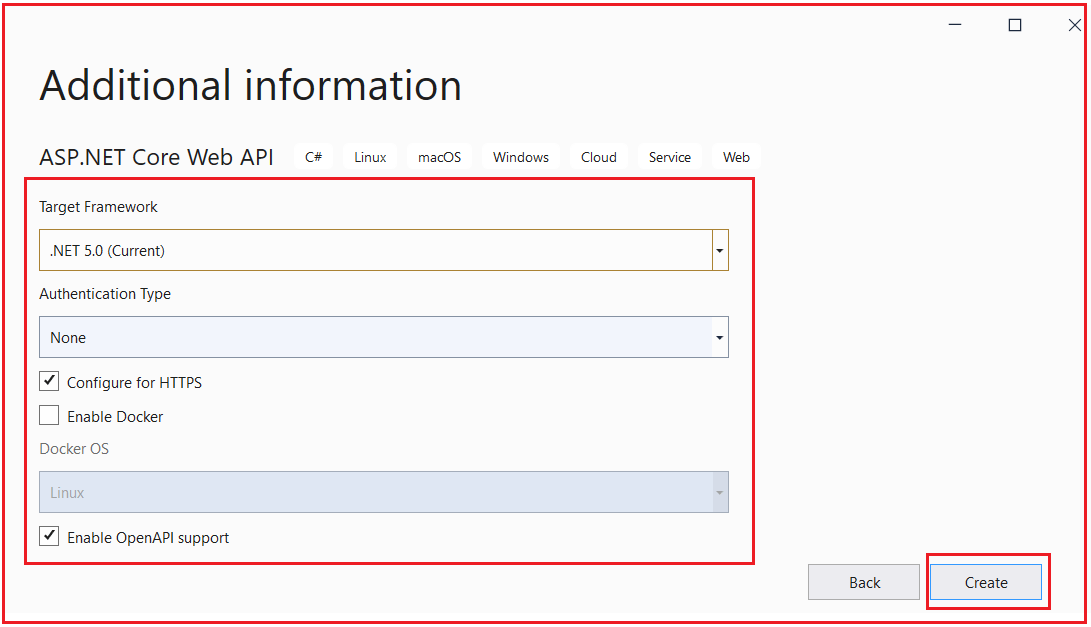 Additional information
ASP.NET Core Web API C# Linux macOS Windows Cloud Service Web
Target Framework
.NET 5.0 (Current)
Authentication Type
None
Configure for HTTPS
Enable Docker
Docker OS
Linux
Enable OpenAPI support
Back Create